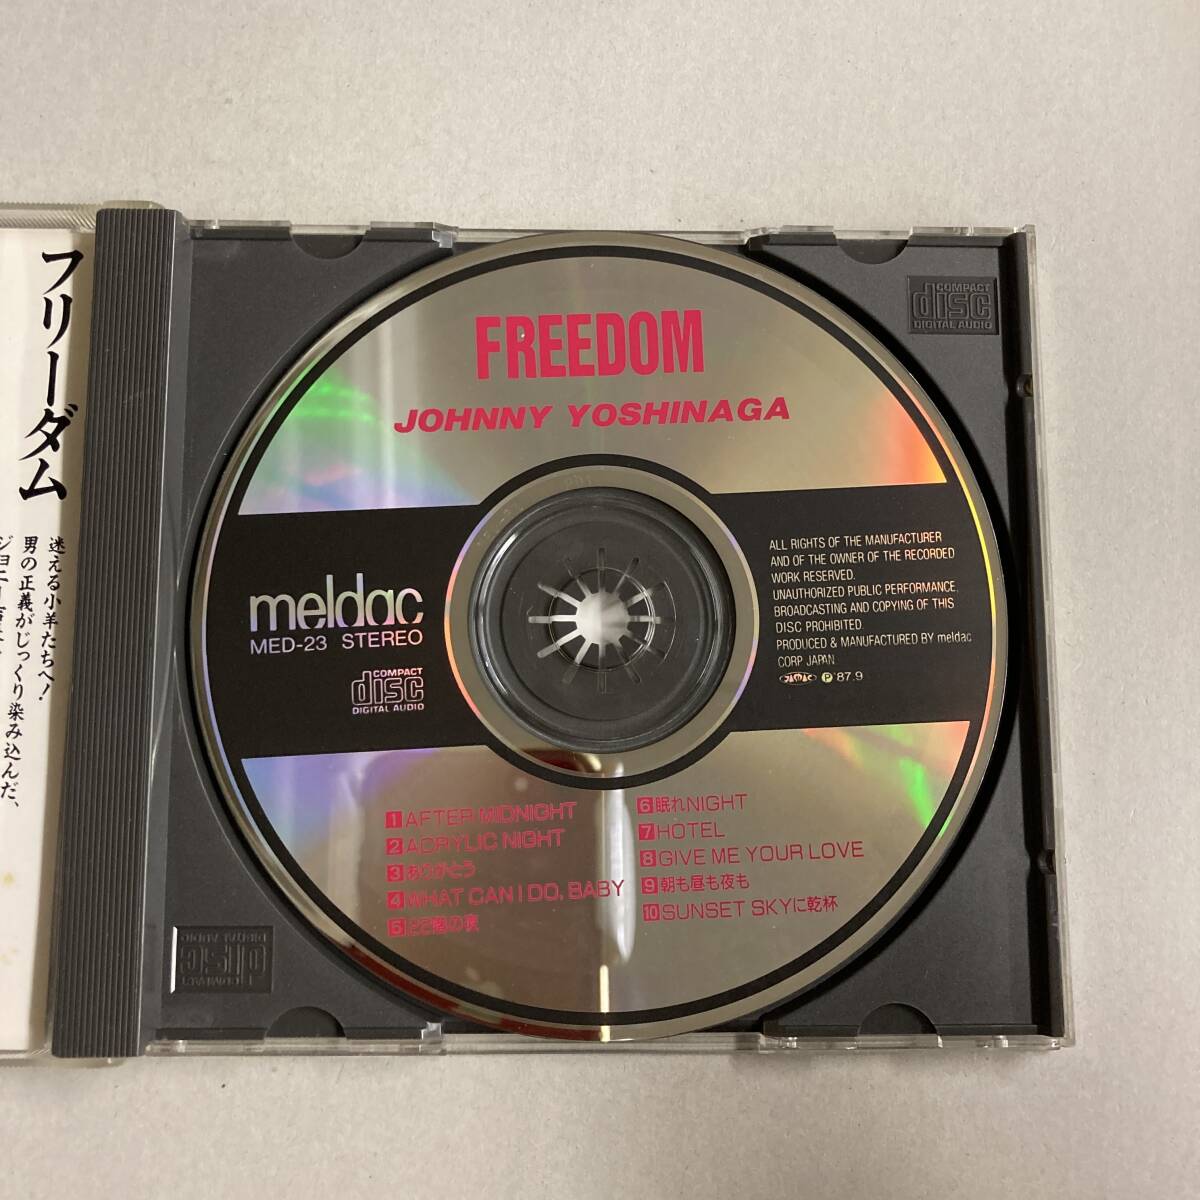 フリーダム
迷える小羊たちへ!
男の正義がじっくり染み込んだ、
FREEDOM
JOHNNY YOSHINAGA
meldac
MED-23 STEREO
COMPACT
disc
DIGITAL AUDIO
ALL RIGHTS OF THE MANUFACTURER
AND OF THE OWNER OF THE RECORDED
WORK RESERVED.
UNAUTHORIZED PUBLIC PERFORMANCE,
BROADCASTING AND COPYING OF THIS
DISC PROHIBITED.
PRODUCED & MANUFACTURED BY meldac
CORP JAPAN
P 87.9
1 AFTER MIDNIGHT
2 ACRYLIC NIGHT
3 ありがとう
4 WHAT CAN I DO, BABY
5 の夜
6 眠れNIGHT
7 HOTEL
8 GIVE ME YOUR LOVE
9 朝も昼も夜も
10 SUNSET SKYに乾杯
COMPACT
disc
DIGITAL AUDIO
COMPACT
disc
DIGITAL AUDIO